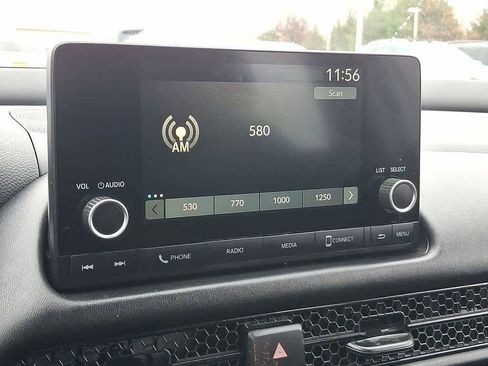 11:56
Scan
AM
580
VOL AUDIO
LIST SELECT
530 770 1000 1250
PHONE RADIO MEDIA CONNECT MENU